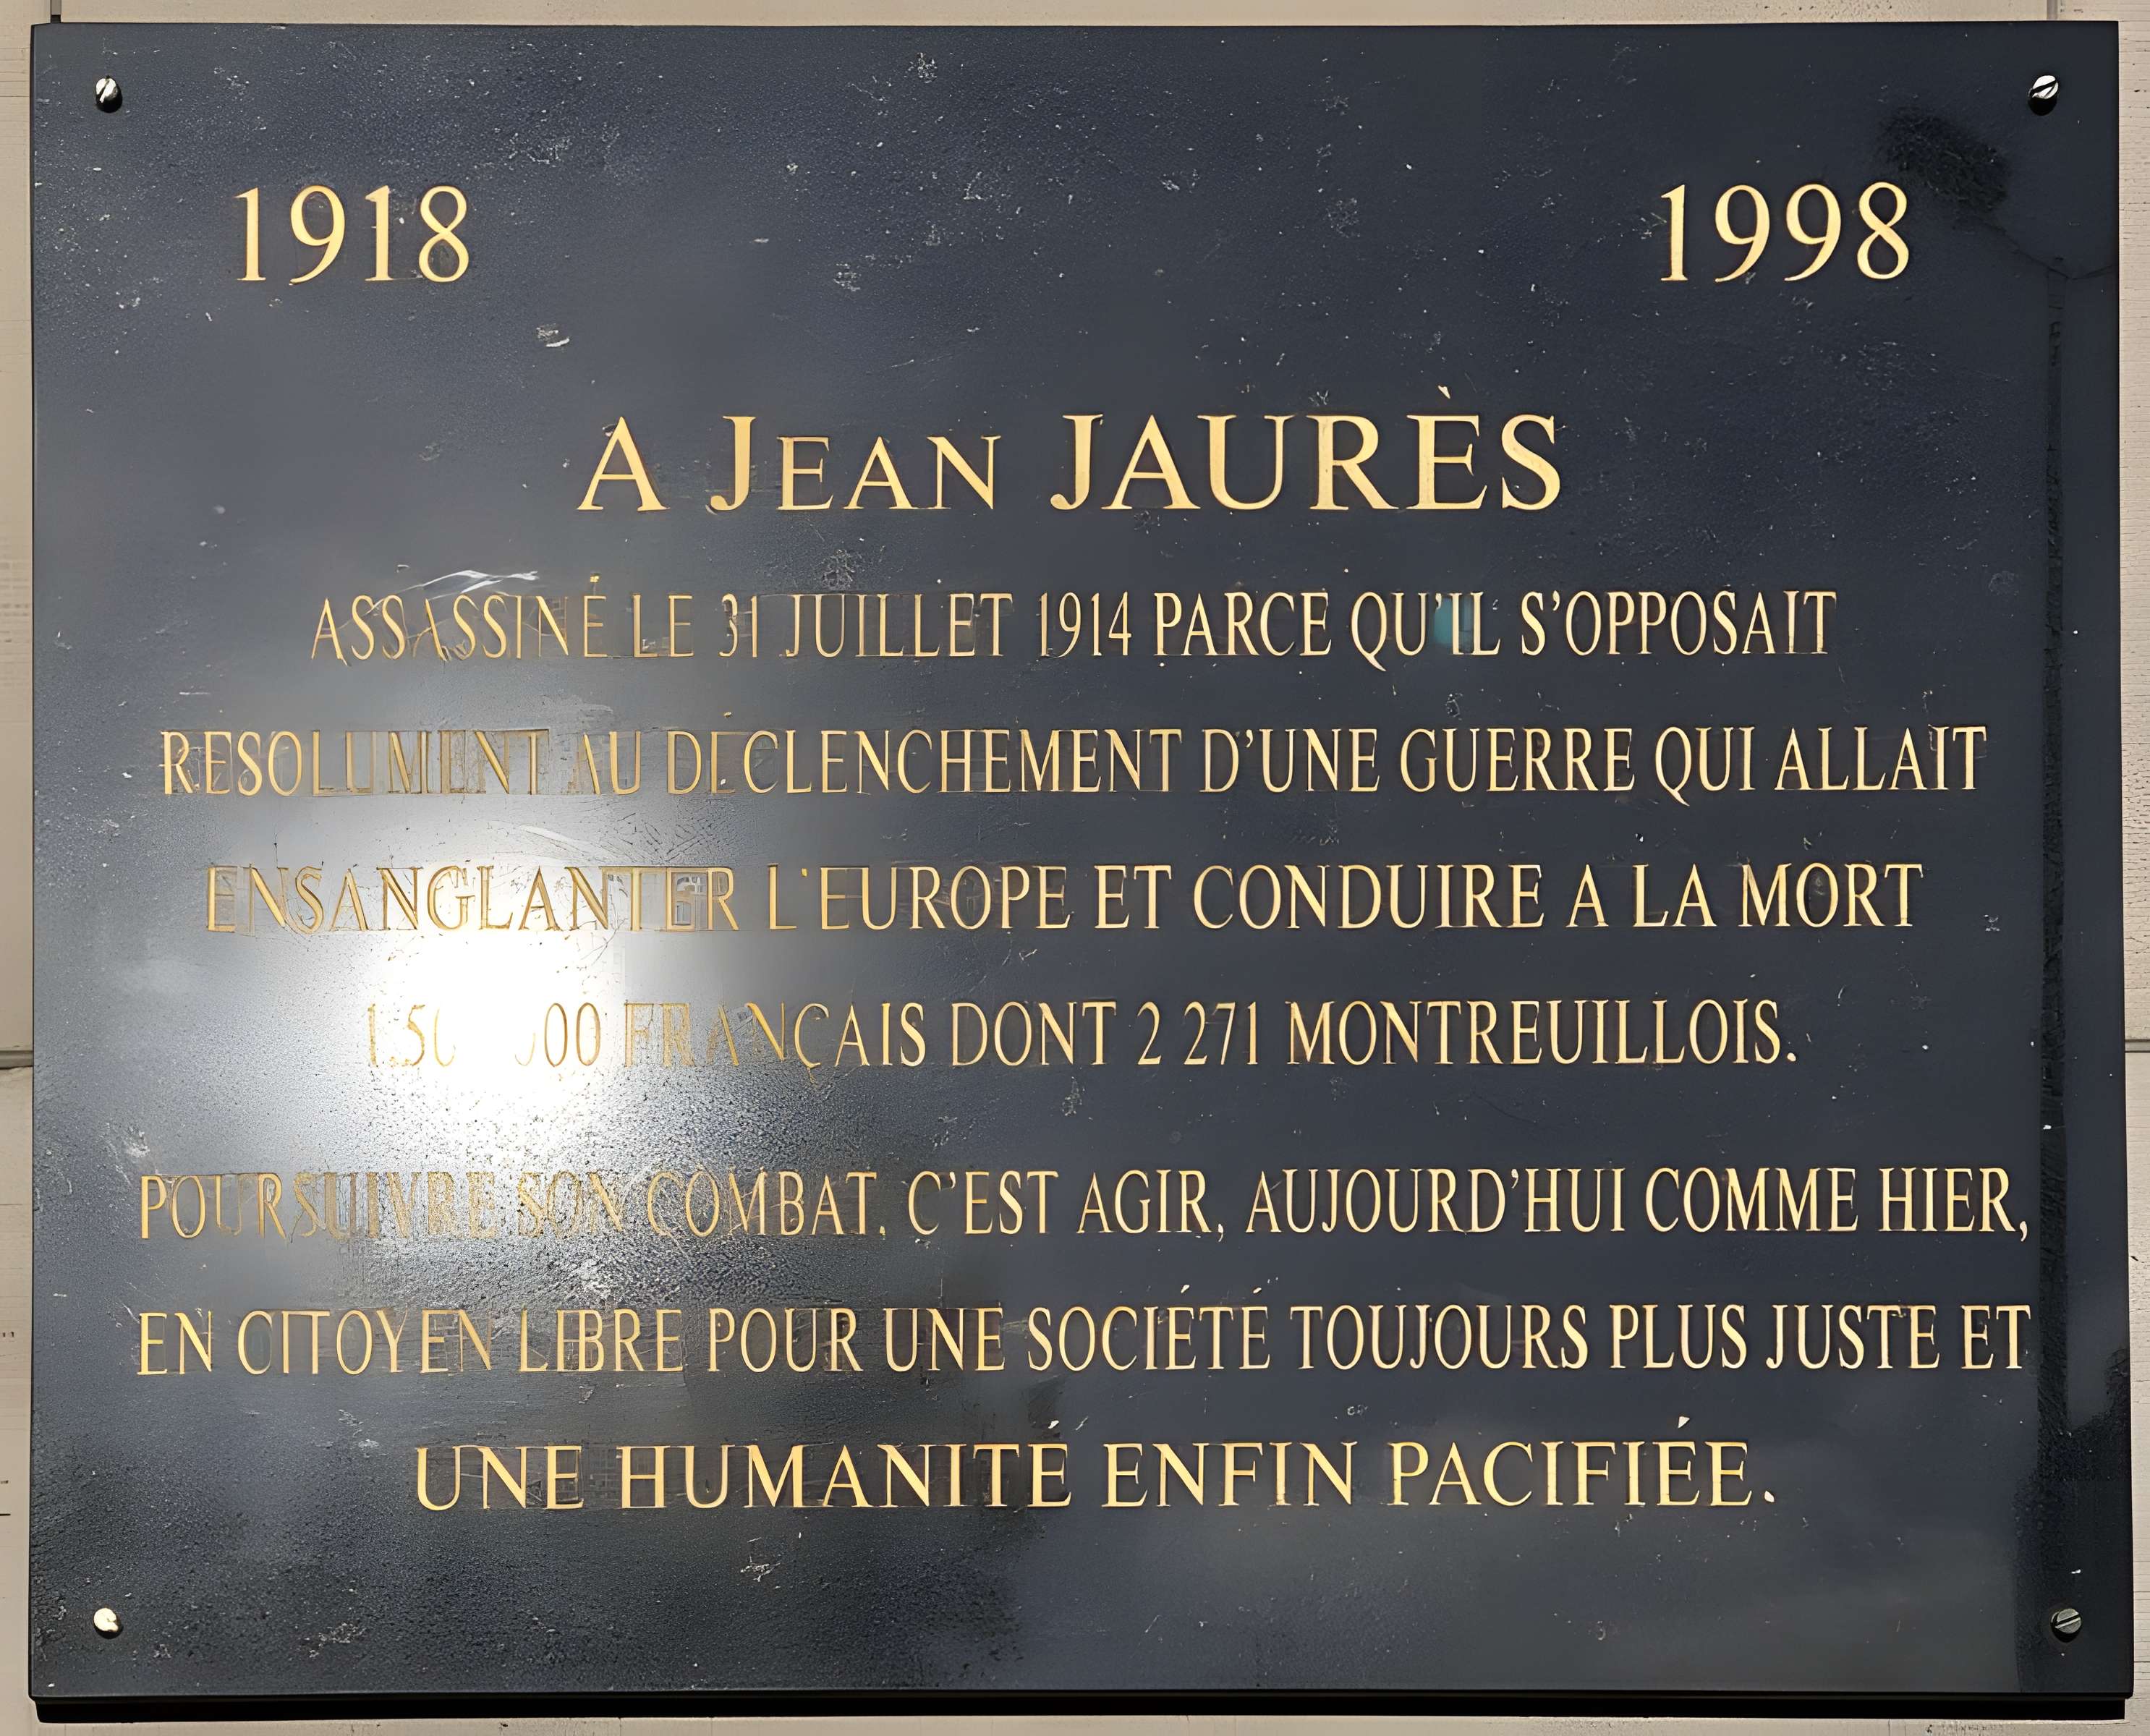 1918 1998
A JEAN JAURÈS
ASSASSINÉ LE 31 JUILLET 1914 PARCE QU'IL S'OPPOSAIT
RESOLUMENT AU DÉCLENCHEMENT D'UNE GUERRE QUI ALLAIT
ENSANGLANTER L'EUROPE ET CONDUIRE A LA MORT
FRANÇAIS DONT 2 271 MONTREUILLOIS.
POURSUIVRE SON COMBAT, C'EST AGIR, AUJOURD'HUI COMME HIER,
EN CITOYEN LIBRE POUR UNE SOCIÉTÉ TOUJOURS PLUS JUSTE ET
UNE HUMANITÉ ENFIN PACIFIÉE.